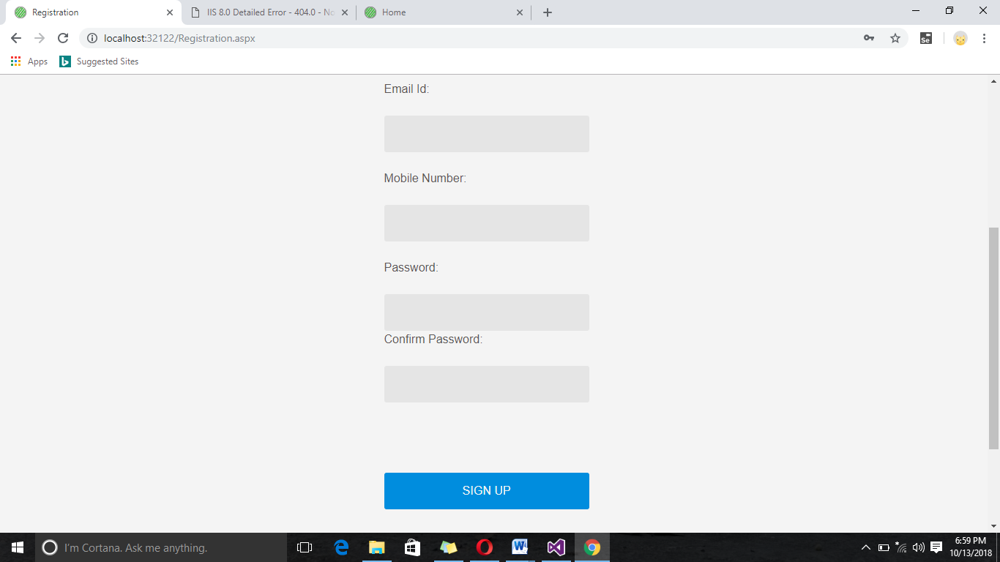 Registration
IIS 8.0 Detailed Error - 404.0 - No
Home
localhost:32122/Registration.aspx
Se
Apps
Suggested Sites
Email Id:
Mobile Number:
Password:
Confirm Password:
SIGN UP
I'm Cortana. Ask me anything.
6:59 PM
10/13/2018